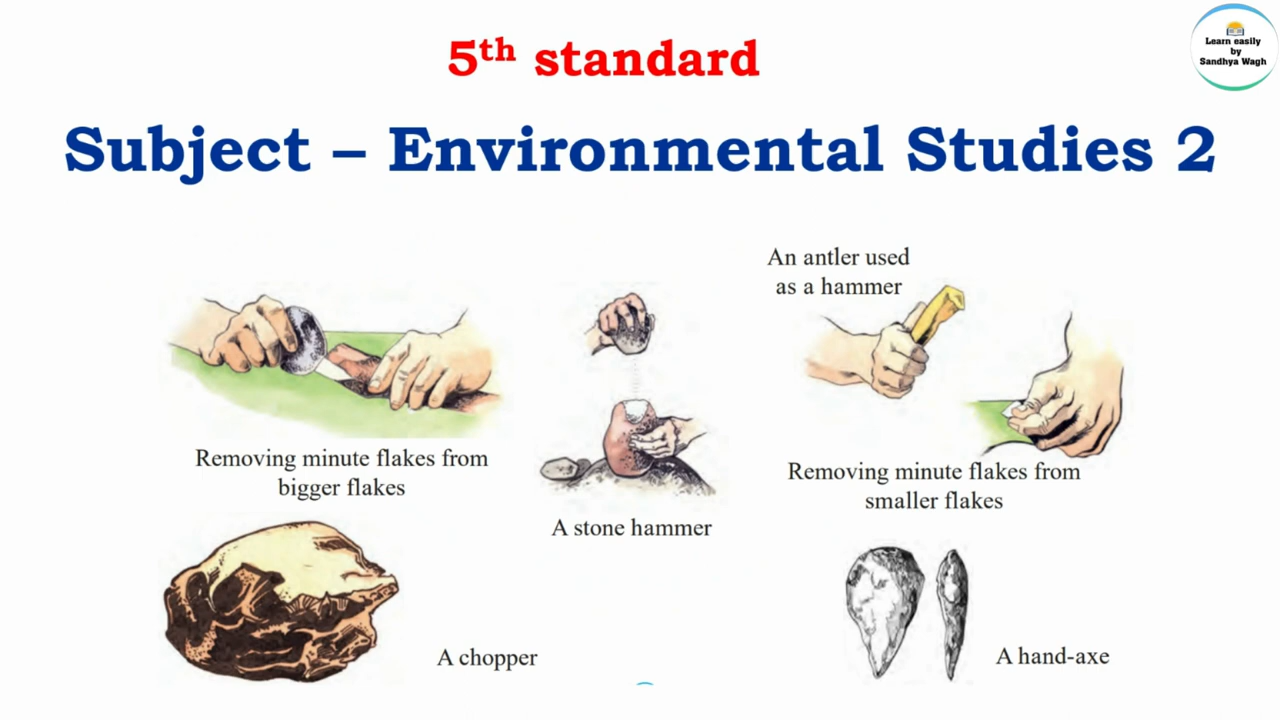 5th standard
Learn easily
by
Sandhya Wagh
Subject – Environmental Studies 2
An antler used
as a hammer
Removing minute flakes from
bigger flakes
A stone hammer
Removing minute flakes from
smaller flakes
A chopper
A hand-axe